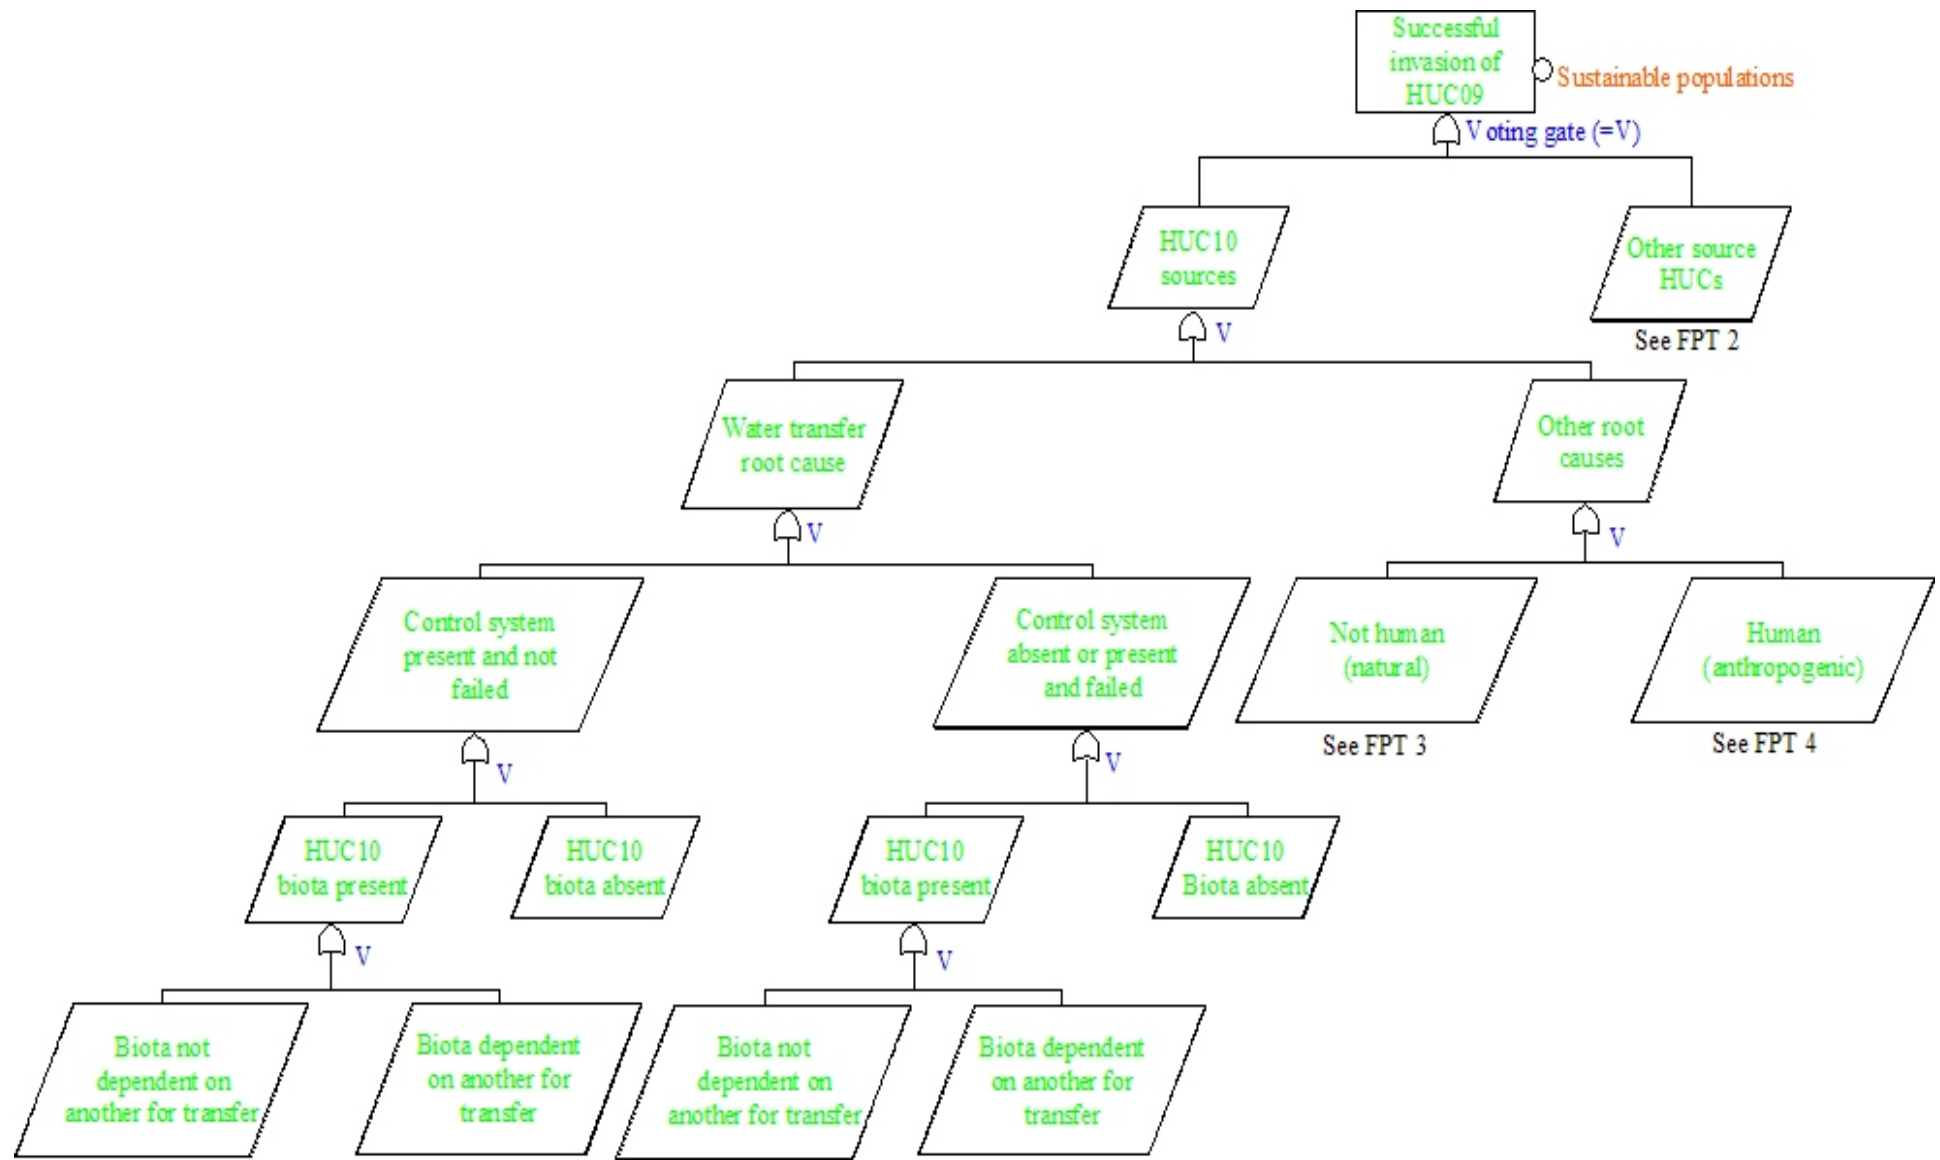 Successful
invasion of
HUC09
Sustainable populations
Voting gate (=V)
HUC10
sources
Other source
HUCs
See FPT 2
V
Water transfer
root cause
Other root
causes
V
V
Control system
present and not
failed
Control system
absent or present
and failed
Not human
(natural)
Human
(anthropogenic)
See FPT 3
See FPT 4
V
V
HUC10
biota present
HUC10
biota absent
HUC10
biota present
HUC10
Biota absent
V
V
Biota not
dependent on
another for transfer
Biota dependent
on another for
transfer
Biota not
dependent on
another for transfer
Biota dependent
on another for
transfer